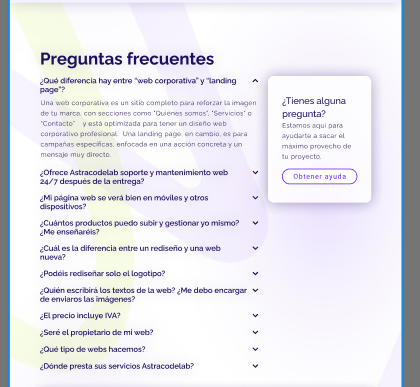 Preguntas frecuentes
¿Qué diferencia hay entre "web corporativa" y "landing
page"?
Una web corporativa es un sitio completo para reforzar la imagen
de marca, con secciones como "Quiénes somos", "Servicios" o
"Contacto" y está optimizada para tener un diseño web
corporativo profesional. Una landing page, en cambio, es para
campañas específicas, enfocada en una acción concreta y un
mensaje muy directo.
¿Ofrece Astracodelab soporte y mantenimiento web
24/7 después de la entrega?
¿Mi página web se verá bien en móviles y otros
dispositivos?
¿Cuántos productos puedo subir y gestionar yo mismo?
¿Me enseñaréis?
¿Cuál es la diferencia entre un rediseño y una web
nueva?
¿Podéis rediseñar solo el logotipo?
¿Quién escribirá los textos de la web? ¿Me debo encargar
de enviaros las imágenes?
¿El precio incluye IVA?
¿Seré el propietario de mi web?
¿Qué tipo de webs hacemos?
¿Dónde presta sus servicios Astracodelab?
¿Tienes alguna
pregunta?
Estamos aquí para
ayudarte a sacar el
máximo provecho de
tu proyecto.
Obtener ayuda